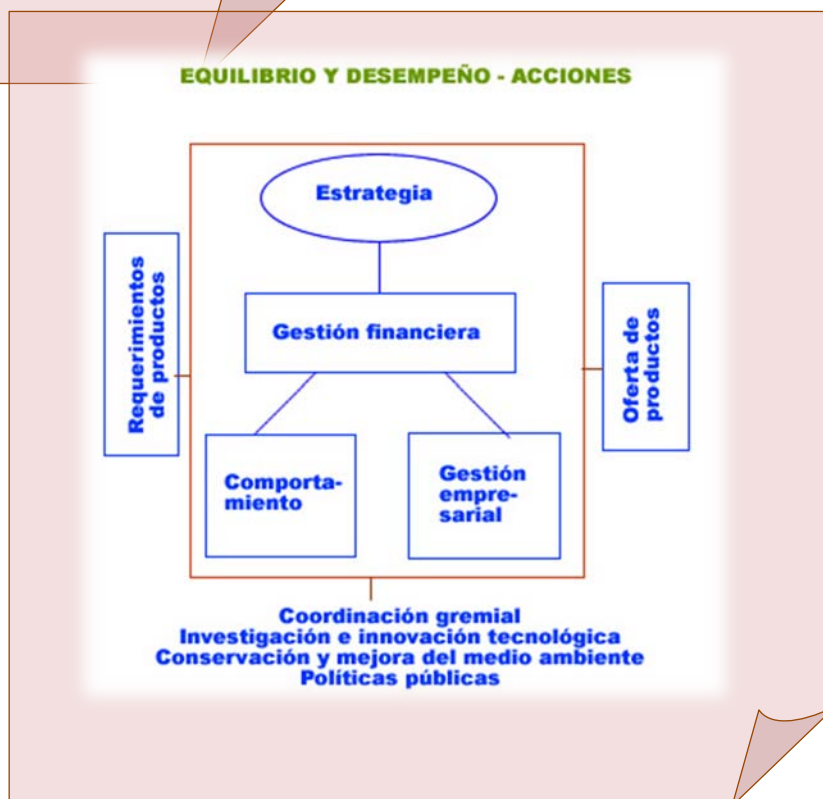 EQUILIBRIO Y DESEMPEÑO - ACCIONES
Estrategia
Requerimientos
de productos
Gestión financiera
Oferta de
productos
Comporta-
miento
Gestión
empre-
sarial
Coordinación gremial
Investigación e innovación tecnológica
Conservación y mejora del medio ambiente
Políticas públicas